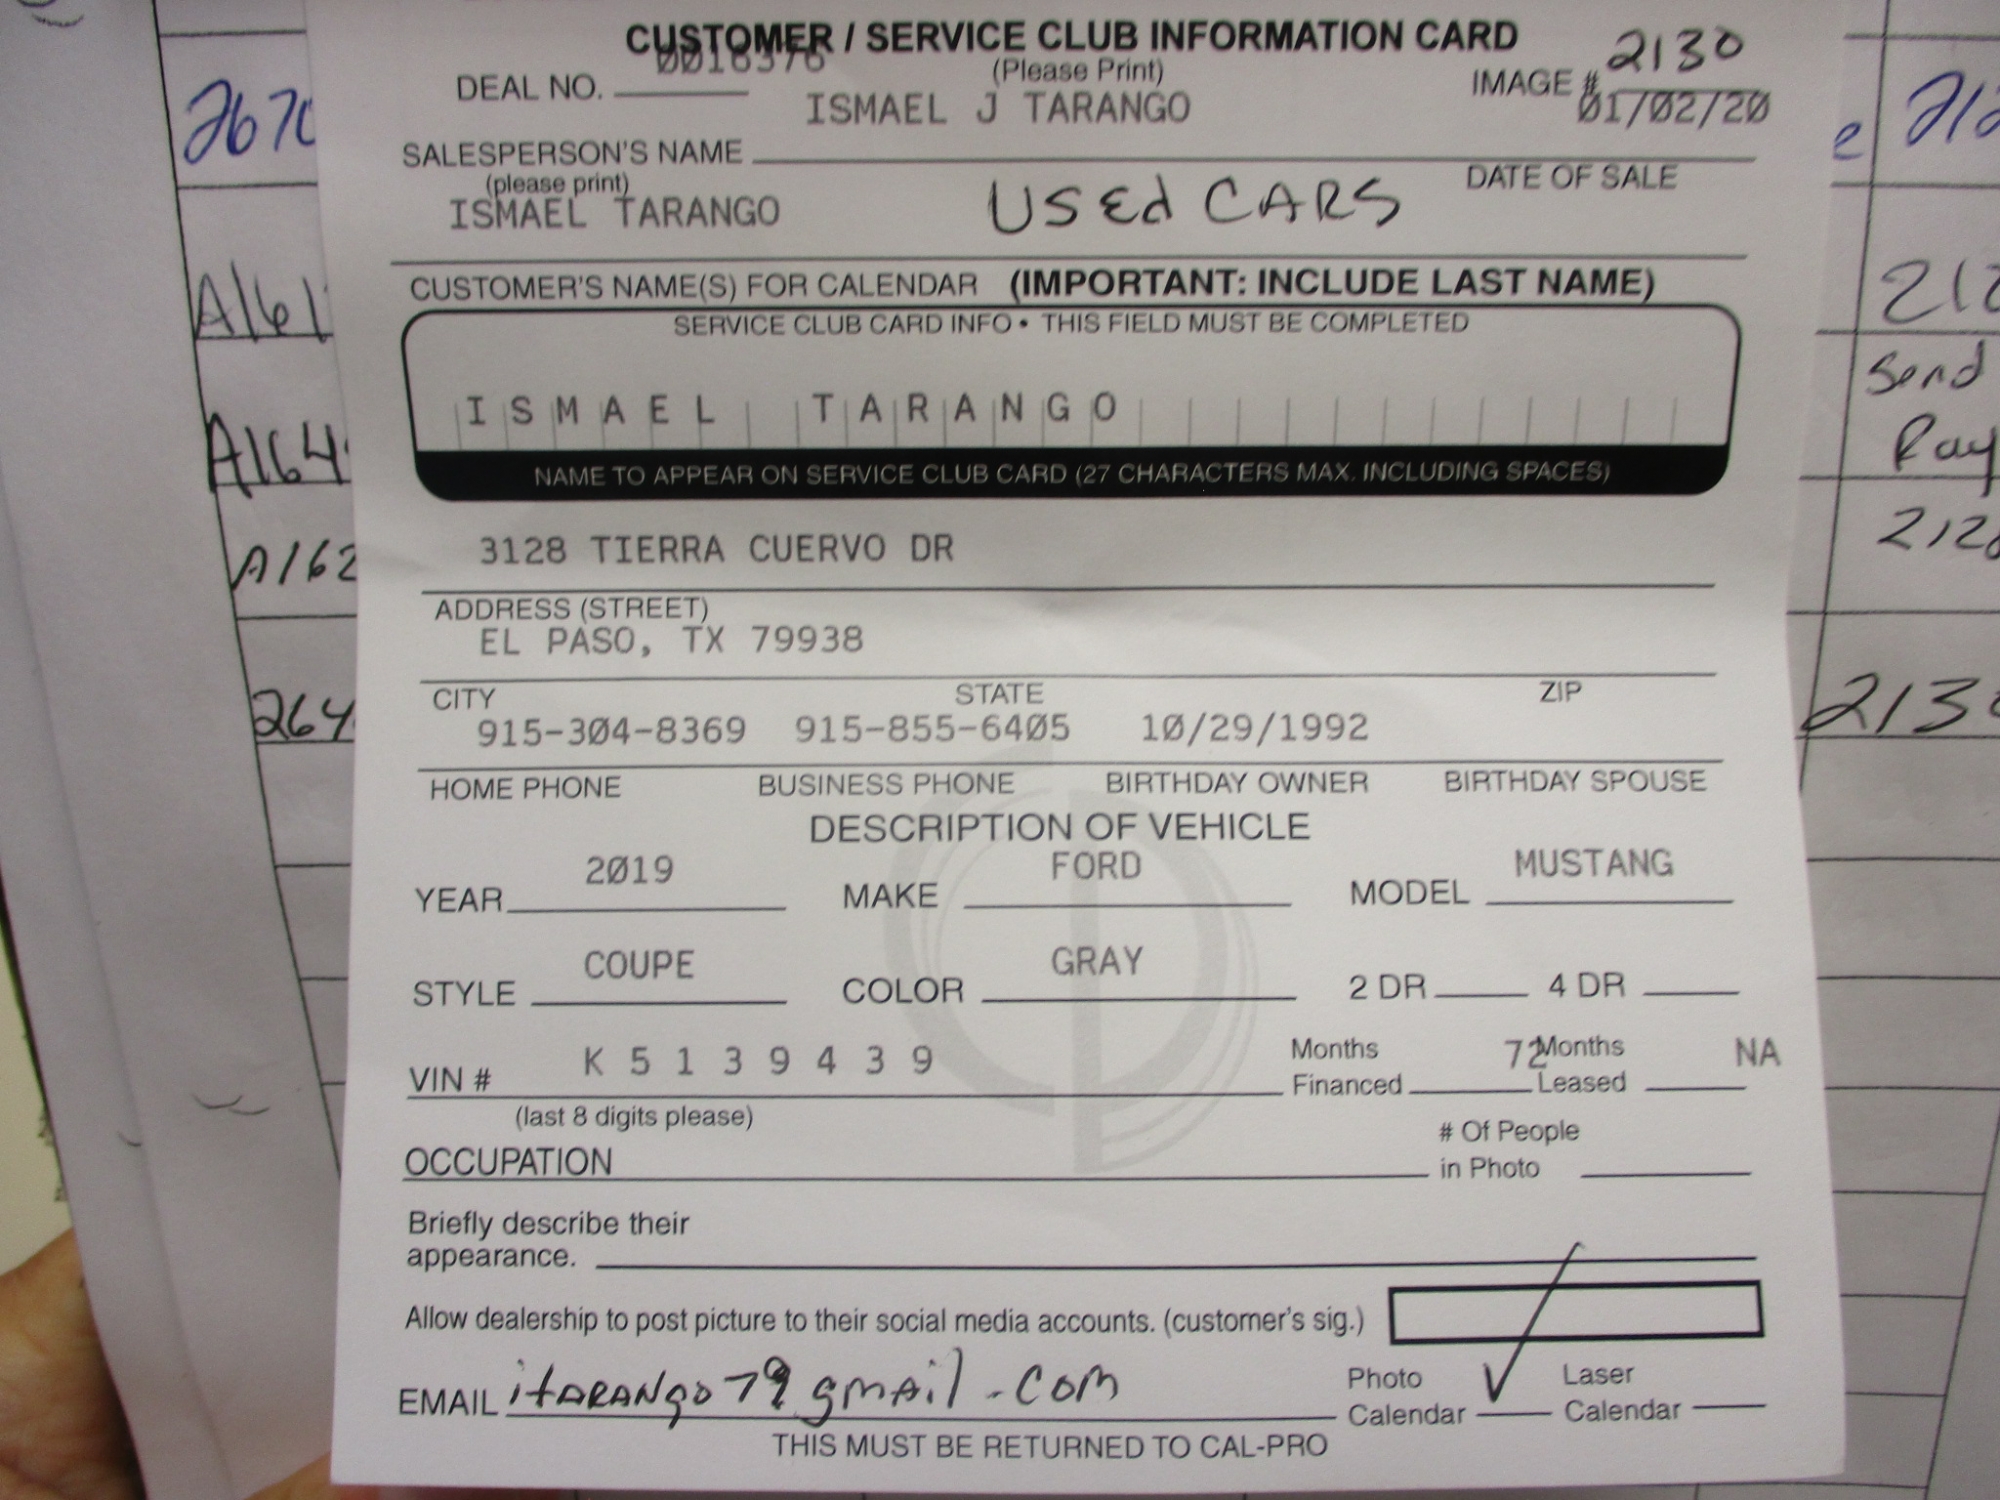 CUSTOMER / SERVICE CLUB INFORMATION CARD
(Please Print)
DEAL NO. 0018376
IMAGE # 2130
ISMAEL J TARANGO 01/02/20
SALESPERSON'S NAME
(please print)
DATE OF SALE
ISMAEL TARANGO USEd CARS
CUSTOMER'S NAME(S) FOR CALENDAR (IMPORTANT: INCLUDE LAST NAME)
SERVICE CLUB CARD INFO • THIS FIELD MUST BE COMPLETED
ISMAEL TARANGO
NAME TO APPEAR ON SERVICE CLUB CARD (27 CHARACTERS MAX. INCLUDING SPACES)
3128 TIERRA CUERVO DR
ADDRESS (STREET)
EL PASO, TX 79938
CITY STATE ZIP
915-304-8369 915-855-6405 10/29/1992
HOME PHONE BUSINESS PHONE BIRTHDAY OWNER BIRTHDAY SPOUSE
DESCRIPTION OF VEHICLE
YEAR 2019 MAKE FORD MODEL MUSTANG
STYLE COUPE COLOR GRAY 2 DR 4 DR
VIN # K5139439 Months Financed 72 Months Leased NA
(last 8 digits please)
OCCUPATION # Of People in Photo
Briefly describe their
appearance.
Allow dealership to post picture to their social media accounts. (customer's sig.)
EMAIL itARANgo79gmAil.com Photo Calendar ✓ Laser Calendar
THIS MUST BE RETURNED TO CAL-PRO
2670
A161
A164
A162
264
Send
Ray
212
213